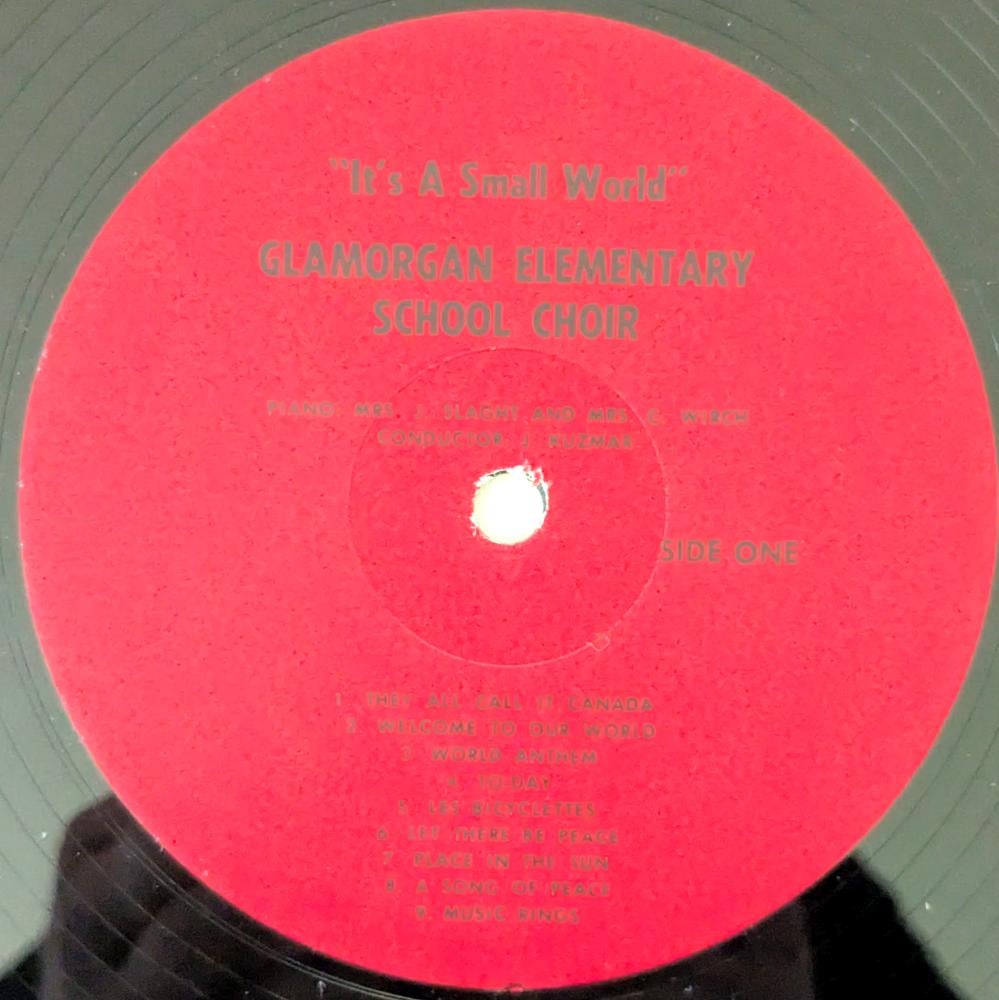 "It's A Small World"
GLAMORGAN ELEMENTARY
SCHOOL CHOIR
PIANO: MRS. J. SLAGHT AND MRS. C. WIRCH
CONDUCTOR J. KUZMAR
SIDE ONE
1. THEY ALL CALL IT CANADA
2. WELCOME TO OUR WORLD
3. WORLD ANTHEM
4. TO-DAY
5. LES BICYCLETTES
6. LET THERE BE PEACE
7. PLACE IN THE SUN
8. A SONG OF PEACE
9. MUSIC RINGS